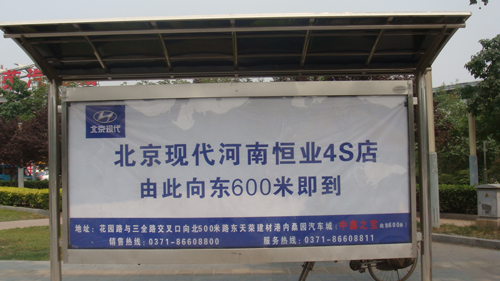 北京现代
北京现代河南恒业4S店
由此向东600米即到
地址：花园路与三全路交叉口向北500米路东天荣建材港内鑫园汽车城
销售热线：0371-86608800 服务热线：0371-86608811